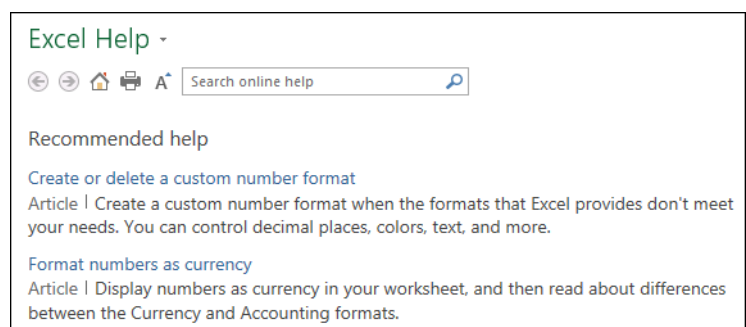 Excel Help
A
Search online help
Recommended help
Create or delete a custom number format
Article | Create a custom number format when the formats that Excel provides don't meet
your needs. You can control decimal places, colors, text, and more.
Format numbers as currency
Article | Display numbers as currency in your worksheet, and then read about differences
between the Currency and Accounting formats.